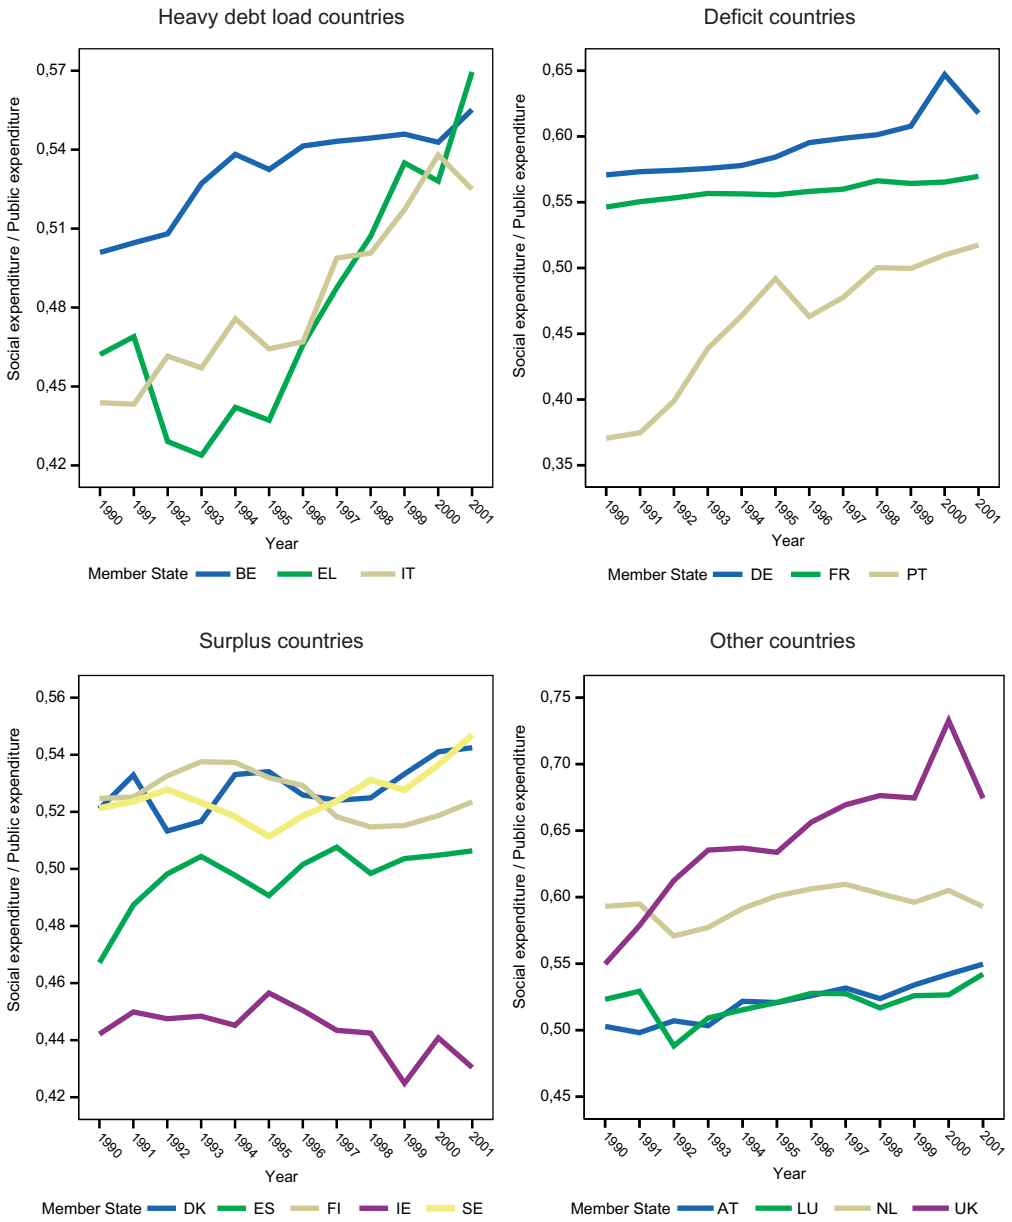 Heavy debt load countries
Social expenditure / Public expenditure
0,57
0,54
0,51
0,48
0,45
0,42
1990 1991 1992 1993 1994 1995 1996 1997 1998 1999 2000 2001
Year
Member State BE EL IT
Deficit countries
Social expenditure / Public expenditure
0,65
0,60
0,55
0,50
0,45
0,40
0,35
1990 1991 1992 1993 1994 1995 1996 1997 1998 1999 2000 2001
Year
Member State DE FR PT
Surplus countries
Social expenditure / Public expenditure
0,56
0,54
0,52
0,50
0,48
0,46
0,44
0,42
1990 1991 1992 1993 1994 1995 1996 1997 1998 1999 2000 2001
Year
Member State DK ES FI IE SE
Other countries
Social expenditure / Public expenditure
0,75
0,70
0,65
0,60
0,55
0,50
0,45
1990 1991 1992 1993 1994 1995 1996 1997 1998 1999 2000 2001
Year
Member State AT LU NL UK